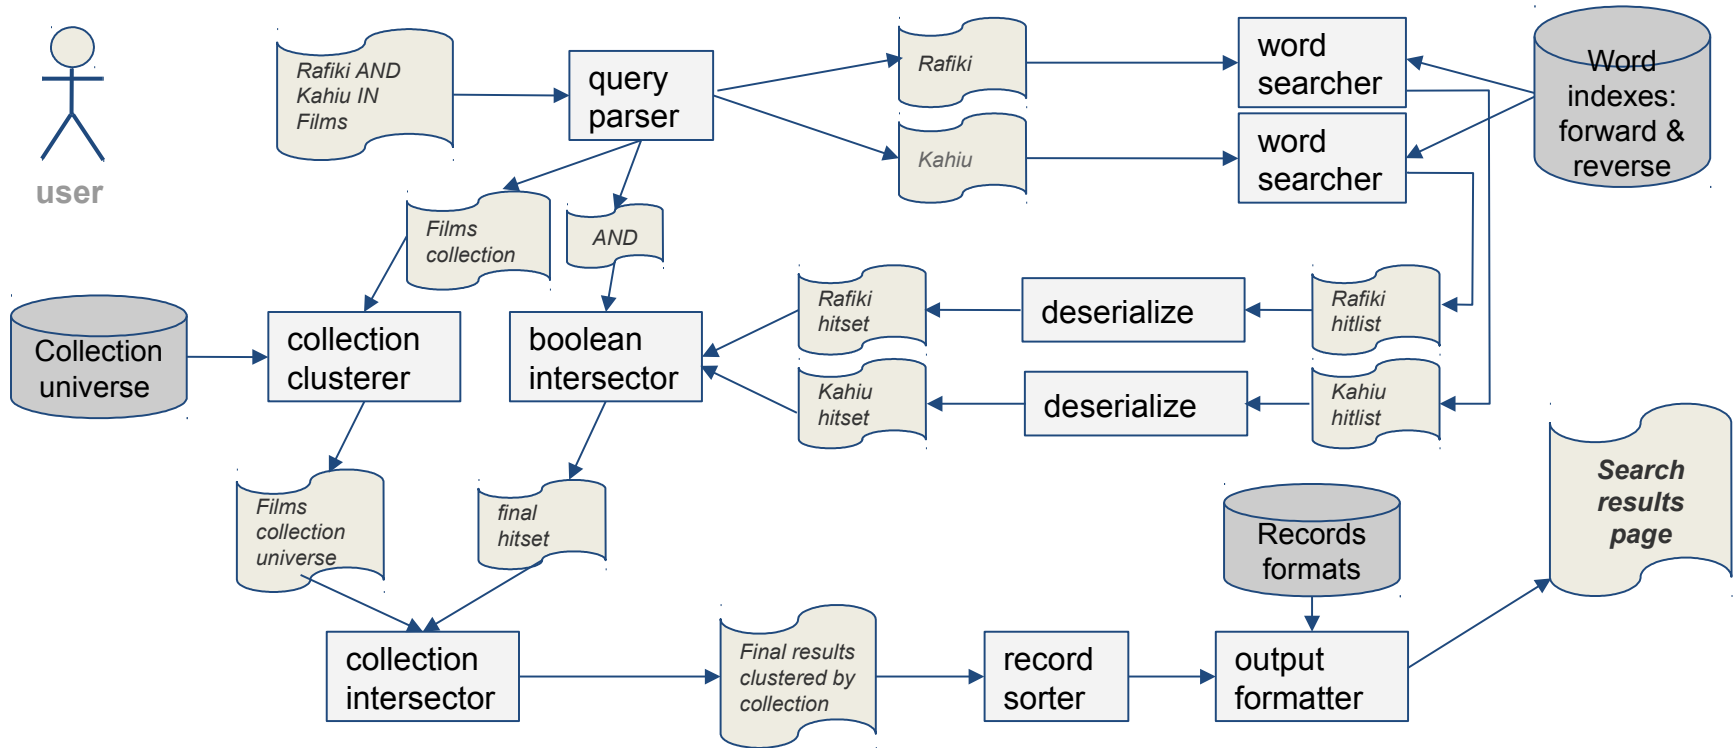 user
Rafiki AND
Kahiu IN
Films
query
parser
Rafiki
Kahiu
word
searcher
word
searcher
Word
indexes:
forward &
reverse
Films
collection
AND
Collection
universe
collection
clusterer
boolean
intersector
Rafiki
hitset
deserialize
Rafiki
hitlist
Kahiu
hitset
deserialize
Kahiu
hitlist
Films
collection
universe
final
hitset
Records
formats
Search
results
page
collection
intersector
Final results
clustered by
collection
record
sorter
output
formatter